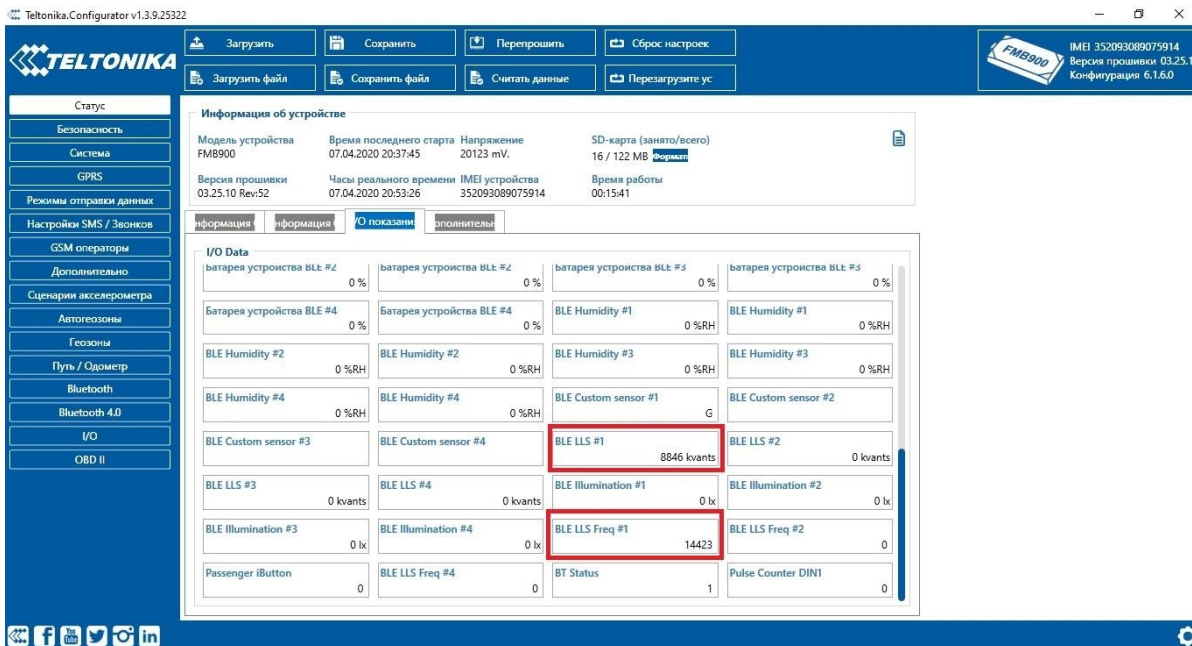 Teltonika.Configurator v1.3.9.25322
TELTONIKA
Загрузить
Сохранить
Перепрошить
Сброс настроек
Загрузить файл
Сохранить файл
Считать данные
Перезагрузите ус
FMB900
IMEI 352093089075914
Версия прошивки 03.25.1
Конфигурация 6.1.6.0
Статус
Безопасность
Система
GPRS
Режимы отправки данных
Настройки SMS / Звонков
GSM операторы
Дополнительно
Сценарии акселерометра
Автогеозоны
Геозоны
Путь / Одометр
Bluetooth
Bluetooth 4.0
I/O
OBD II
Информация об устройстве
Модель устройства
FMB900
Время последнего старта
07.04.2020 20:37:45
Напряжение
20123 mV.
SD-карта (занято/всего)
16 / 122 MB Формат
Версия прошивки
03.25.10 Rev:52
Часы реального времени
07.04.2020 20:53:26
IMEI устройства
352093089075914
Время работы
00:15:41
нформация
нформация
/O показани
ополнительн
I/O Data
Батарея устройства BLE #2
0 %
Батарея устройства BLE #2
0 %
Батарея устройства BLE #3
0 %
Батарея устройства BLE #3
0 %
Батарея устройства BLE #4
0 %
Батарея устройства BLE #4
0 %
BLE Humidity #1
0 %RH
BLE Humidity #1
0 %RH
BLE Humidity #2
0 %RH
BLE Humidity #2
0 %RH
BLE Humidity #3
0 %RH
BLE Humidity #3
0 %RH
BLE Humidity #4
0 %RH
BLE Humidity #4
0 %RH
BLE Custom sensor #1
G
BLE Custom sensor #2
BLE Custom sensor #3
BLE Custom sensor #4
BLE LLS #1
8846 kvants
BLE LLS #2
0 kvants
BLE LLS #3
0 kvants
BLE LLS #4
0 kvants
BLE Illumination #1
0 lx
BLE Illumination #2
0 lx
BLE Illumination #3
0 lx
BLE Illumination #4
0 lx
BLE LLS Freq #1
14423
BLE LLS Freq #2
0
Passenger iButton
0
BLE LLS Freq #4
0
BT Status
1
Pulse Counter DIN1
0
f
You Tube
in